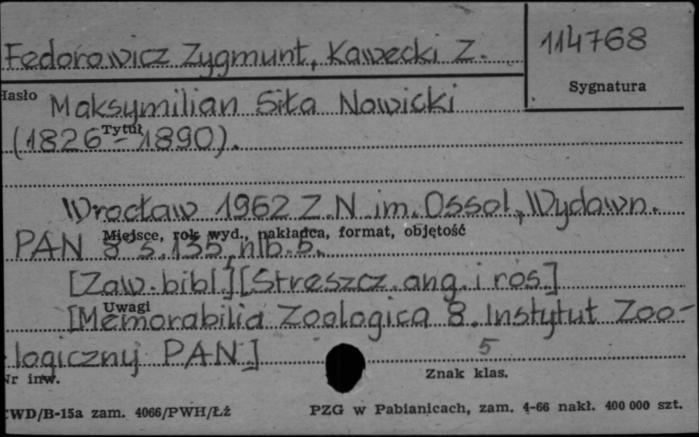 Fedorowicz Zygmunt, Kawecki Z.
114768
Sygnatura
Hasło
Maksymilian Siła Nowicki
Tytuł
(1826 - 1890).
Wrocław 1962 Z.N. im. Ossol., Wydawn.
Miejsce, rok wyd., nakładca, format, objętość
PAN 8° s. 135, nlb. 5.
[Zaw. bibl.] [Streszcz. ang. i ros.]
Uwagi
[Memorabilia Zoologica 8. Instytut Zoo-
logiczny PAN]
5
Nr inw.
Znak klas.
CWD/B-15a zam. 4066/PWH/Łż
PZG w Pabianicach, zam. 4-66 nakł. 400 000 szt.